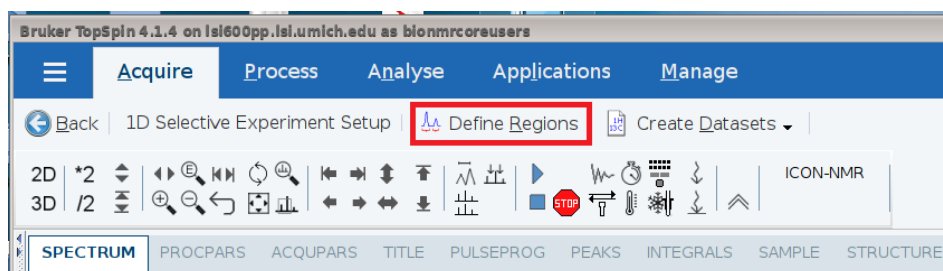 Bruker TopSpin 4.1.4 on lsi600pp.lsi.umich.edu as bionmrcoreusers
Acquire Process Analyse Applications Manage
Back 1D Selective Experiment Setup Define Regions 1H 13C Create Datasets
2D *2 E ICON-NMR
3D /2 STOP
SPECTRUM PROCPARS ACQUPARS TITLE PULSEPROG PEAKS INTEGRALS SAMPLE STRUCTURE